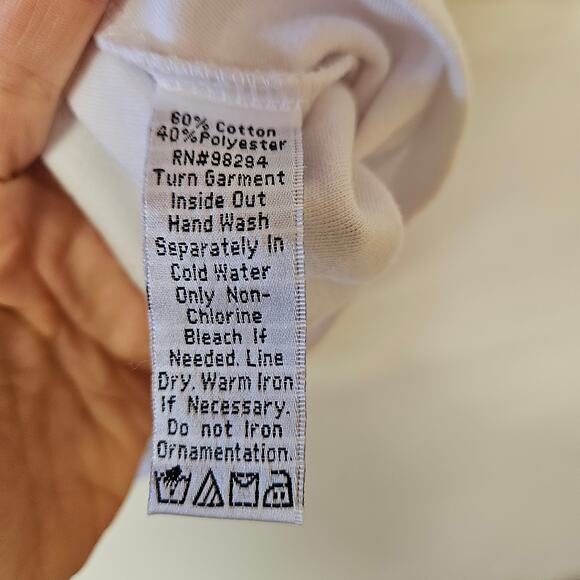 60% Cotton
40%Polyester
RN#98294
Turn Garment
Inside Out
Hand Wash
Separately In
Cold Water
Only Non-
Chlorine
Bleach If
Needed. Line
Dry. Warm Iron
If Necessary.
Do not Iron
Ornamentation.